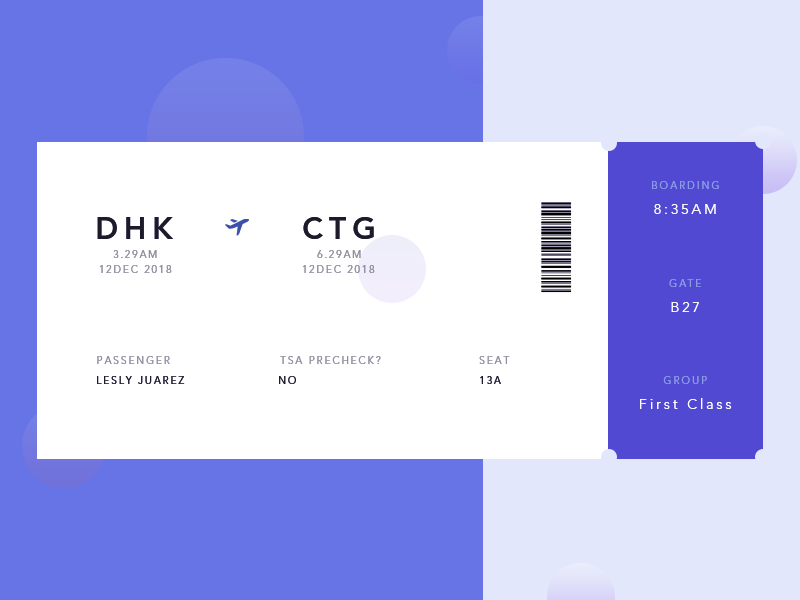 DHK
3.29AM
12DEC 2018
CTG
6.29AM
12DEC 2018
PASSENGER
LESLY JUAREZ
TSA PRECHECK?
NO
SEAT
13A
BOARDING
8:35AM
GATE
B27
GROUP
First Class